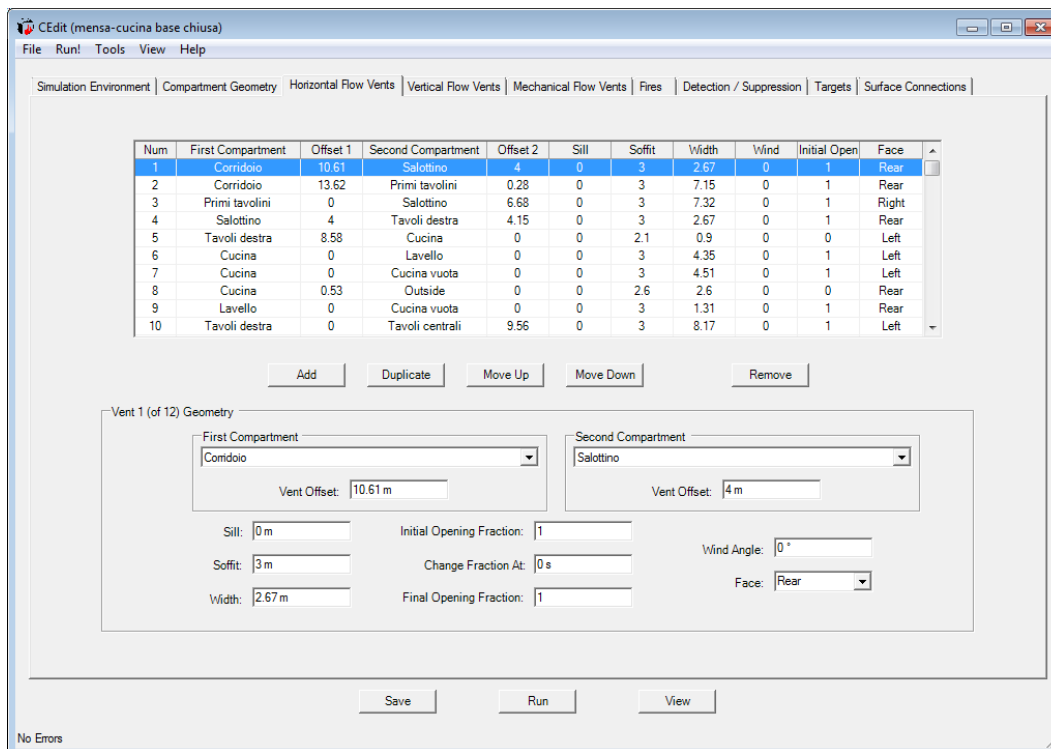 CEdit (mensa-cucina base chiusa)
File Run! Tools View Help
Simulation Environment Compartment Geometry Horizontal Flow Vents Vertical Flow Vents Mechanical Flow Vents Fires Detection / Suppression Targets Surface Connections
Num First Compartment Offset 1 Second Compartment Offset 2 Sill Soffit Width Wind Initial Open Face
1 Corridoio 10.61 Salottino 4 0 3 2.67 0 1 Rear
2 Corridoio 13.62 Primi tavolini 0.28 0 3 7.15 0 1 Rear
3 Primi tavolini 0 Salottino 6.68 0 3 7.32 0 1 Right
4 Salottino 4 Tavoli destra 4.15 0 3 2.67 0 1 Rear
5 Tavoli destra 8.58 Cucina 0 0 2.1 0.9 0 0 Left
6 Cucina 0 Lavello 0 0 3 4.35 0 1 Left
7 Cucina 0 Cucina vuota 0 0 3 4.51 0 1 Left
8 Cucina 0.53 Outside 0 0 2.6 2.6 0 0 Rear
9 Lavello 0 Cucina vuota 0 0 3 1.31 0 1 Rear
10 Tavoli destra 0 Tavoli centrali 9.56 0 3 8.17 0 1 Left
Add Duplicate Move Up Move Down Remove
Vent 1 (of 12) Geometry
First Compartment Second Compartment
Corridoio Salottino
Vent Offset: 10.61 m Vent Offset: 4 m
Sill: 0 m Initial Opening Fraction: 1
Wind Angle: 0 °
Soffit: 3 m Change Fraction At: 0 s
Face: Rear
Width: 2.67 m Final Opening Fraction: 1
Save Run View
No Errors